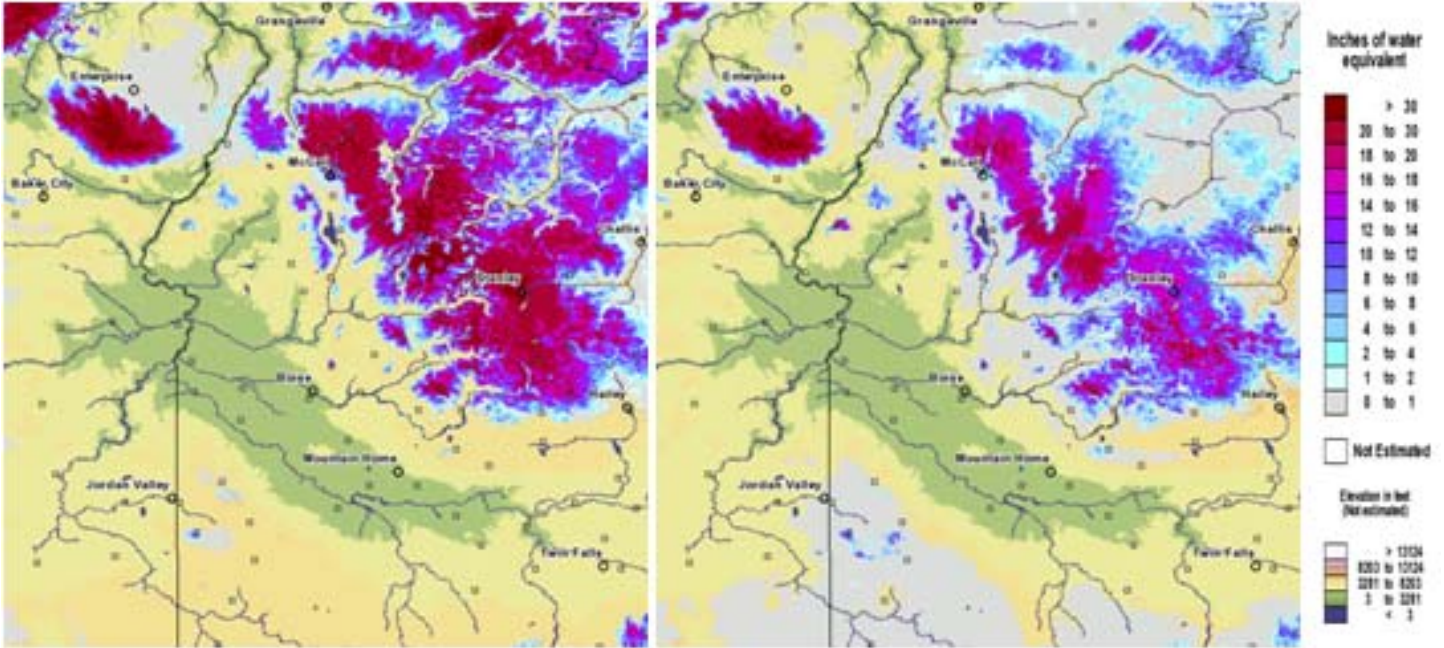 Grangeville
Enterprise
McCall
Baker City
Challis
Stanley
Boise
Hailey
Mountain Home
Jordan Valley
Twin Falls
Grangeville
Enterprise
McCall
Baker City
Challis
Stanley
Boise
Hailey
Mountain Home
Jordan Valley
Twin Falls
Inches of water
equivalent
> 30
20 to 30
18 to 20
16 to 18
14 to 16
12 to 14
10 to 12
8 to 10
6 to 8
4 to 6
2 to 4
1 to 2
0 to 1
Not Estimated
Elevation in feet
(Not estimated)
> 13124
8203 to 13124
3281 to 8203
3 to 3281
< 3